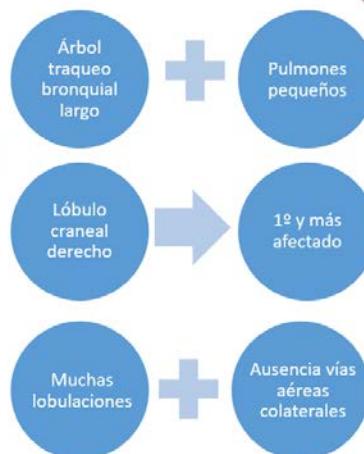 Árbol
traqueo
bronquial
largo
Pulmones
pequeños
Lóbulo
craneal
derecho
1º y más
afectado
Muchas
lobulaciones
Ausencia vías
aéreas
colaterales